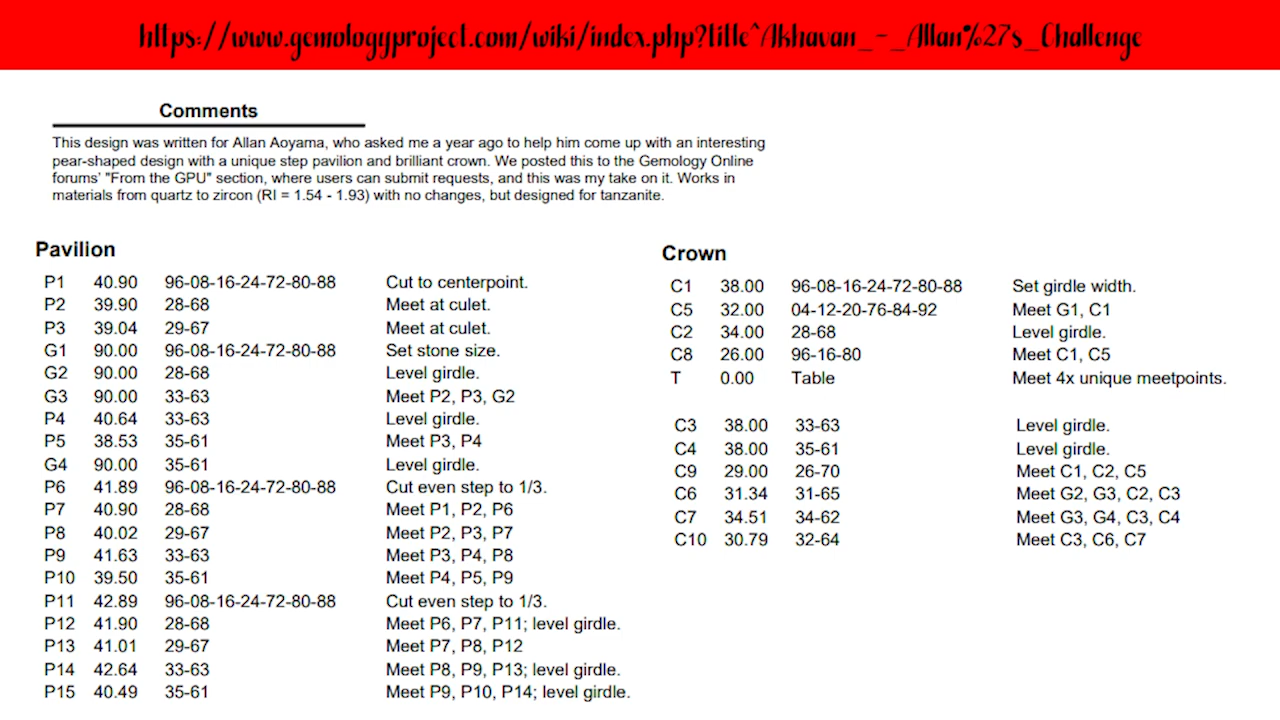 https://www.gemologyproject.com/wiki/index.php?title^Akhavan_-_Allan%27s_Challenge
Comments
This design was written for Allan Aoyama, who asked me a year ago to help him come up with an interesting
pear-shaped design with a unique step pavilion and brilliant crown. We posted this to the Gemology Online
forums' "From the GPU" section, where users can submit requests, and this was my take on it. Works in
materials from quartz to zircon (RI = 1.54 - 1.93) with no changes, but designed for tanzanite.
Pavilion
P1 40.90 96-08-16-24-72-80-88 Cut to centerpoint.
P2 39.90 28-68 Meet at culet.
P3 39.04 29-67 Meet at culet.
G1 90.00 96-08-16-24-72-80-88 Set stone size.
G2 90.00 28-68 Level girdle.
G3 90.00 33-63 Meet P2, P3, G2
P4 40.64 33-63 Level girdle.
P5 38.53 35-61 Meet P3, P4
G4 90.00 35-61 Level girdle.
P6 41.89 96-08-16-24-72-80-88 Cut even step to 1/3.
P7 40.90 28-68 Meet P1, P2, P6
P8 40.02 29-67 Meet P2, P3, P7
P9 41.63 33-63 Meet P3, P4, P8
P10 39.50 35-61 Meet P4, P5, P9
P11 42.89 96-08-16-24-72-80-88 Cut even step to 1/3.
P12 41.90 28-68 Meet P6, P7, P11; level girdle.
P13 41.01 29-67 Meet P7, P8, P12
P14 42.64 33-63 Meet P8, P9, P13; level girdle.
P15 40.49 35-61 Meet P9, P10, P14; level girdle.
Crown
C1 38.00 96-08-16-24-72-80-88 Set girdle width.
C5 32.00 04-12-20-76-84-92 Meet G1, C1
C2 34.00 28-68 Level girdle.
C8 26.00 96-16-80 Meet C1, C5
T 0.00 Table Meet 4x unique meetpoints.
C3 38.00 33-63 Level girdle.
C4 38.00 35-61 Level girdle.
C9 29.00 26-70 Meet C1, C2, C5
C6 31.34 31-65 Meet G2, G3, C2, C3
C7 34.51 34-62 Meet G3, G4, C3, C4
C10 30.79 32-64 Meet C3, C6, C7